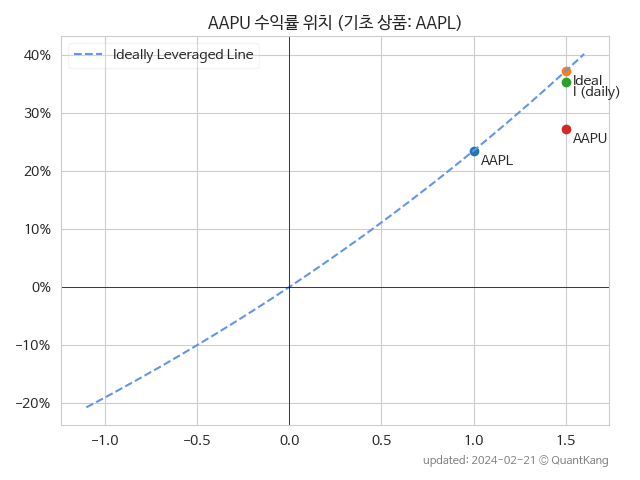 AAPU 수익률 위치 (기초 상품: AAPL)
Ideally Leveraged Line
40%
30%
20%
10%
0%
−10%
−20%
Ideal
I (daily)
AAPU
AAPL
−1.0
−0.5
0.0
0.5
1.0
1.5
updated: 2024-02-21 © QuantKang